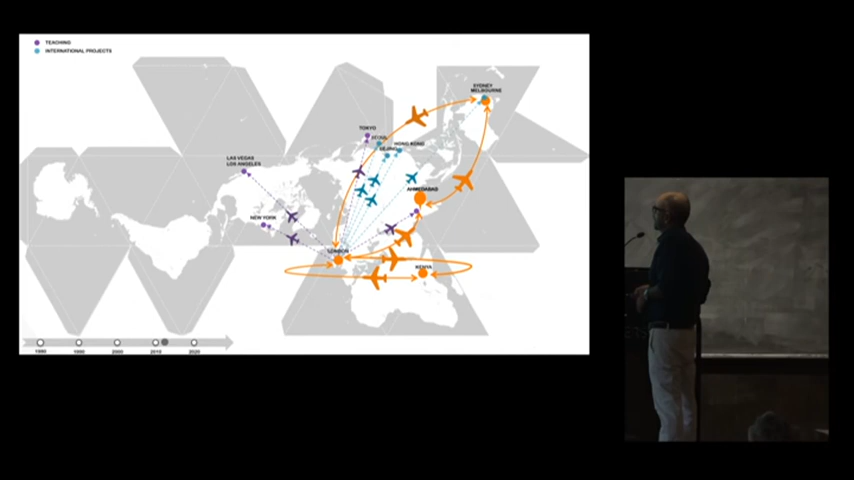 TEACHING
INTERNATIONAL PROJECTS
SYDNEY
MELBOURNE
TOKYO
SEOUL
BEIJING
HONG KONG
LAS VEGAS
LOS ANGELES
AHMEDABAD
NEW YORK
LONDON
KENYA
1980
1990
2000
2010
2020